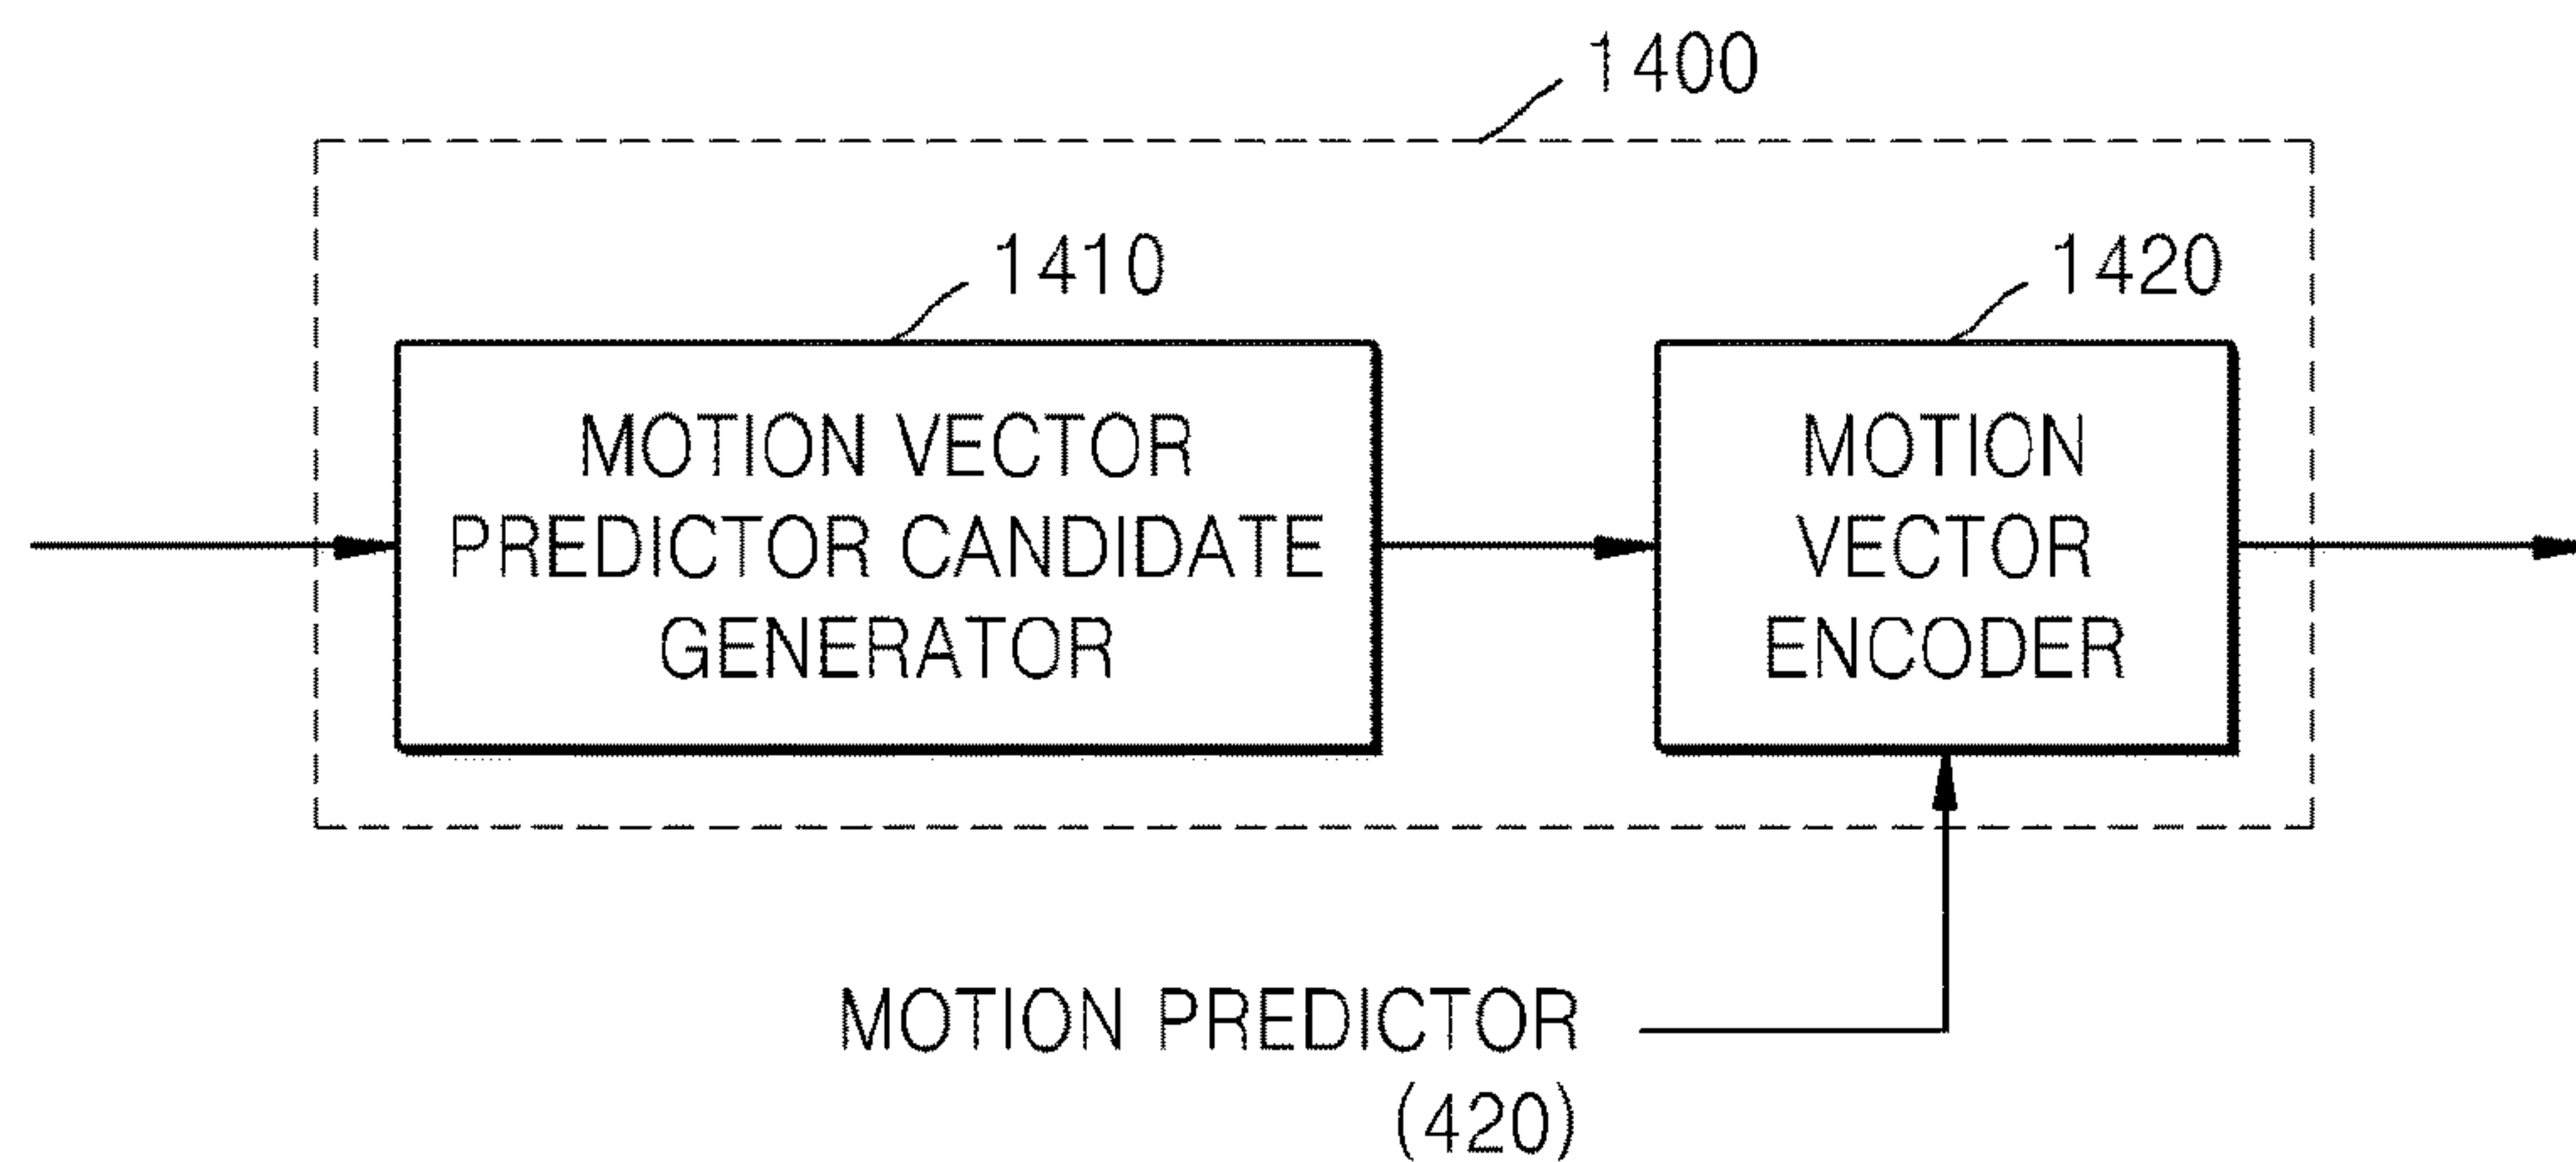 1400
1410
1420
MOTION VECTOR
PREDICTOR CANDIDATE
GENERATOR
MOTION
VECTOR
ENCODER
MOTION PREDICTOR
(420)